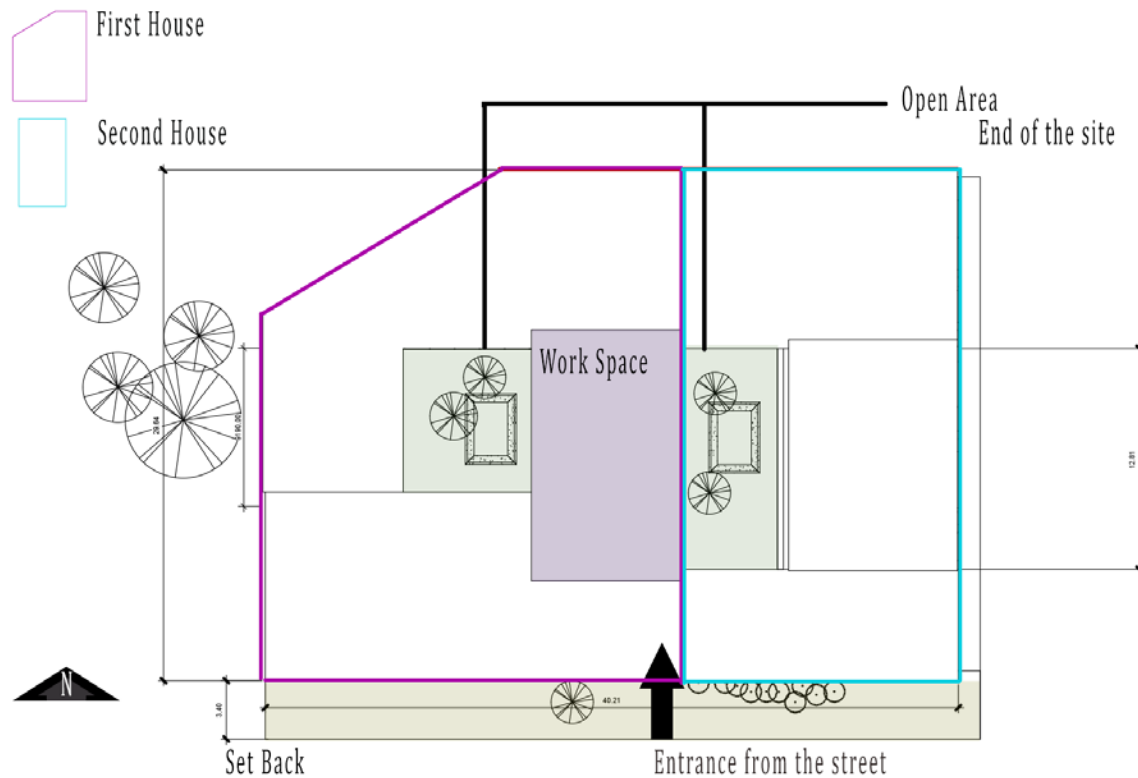 First House
Second House
Open Area
End of the site
Work Space
29.64
12.81
N
3.40
40.21
Set Back
Entrance from the street